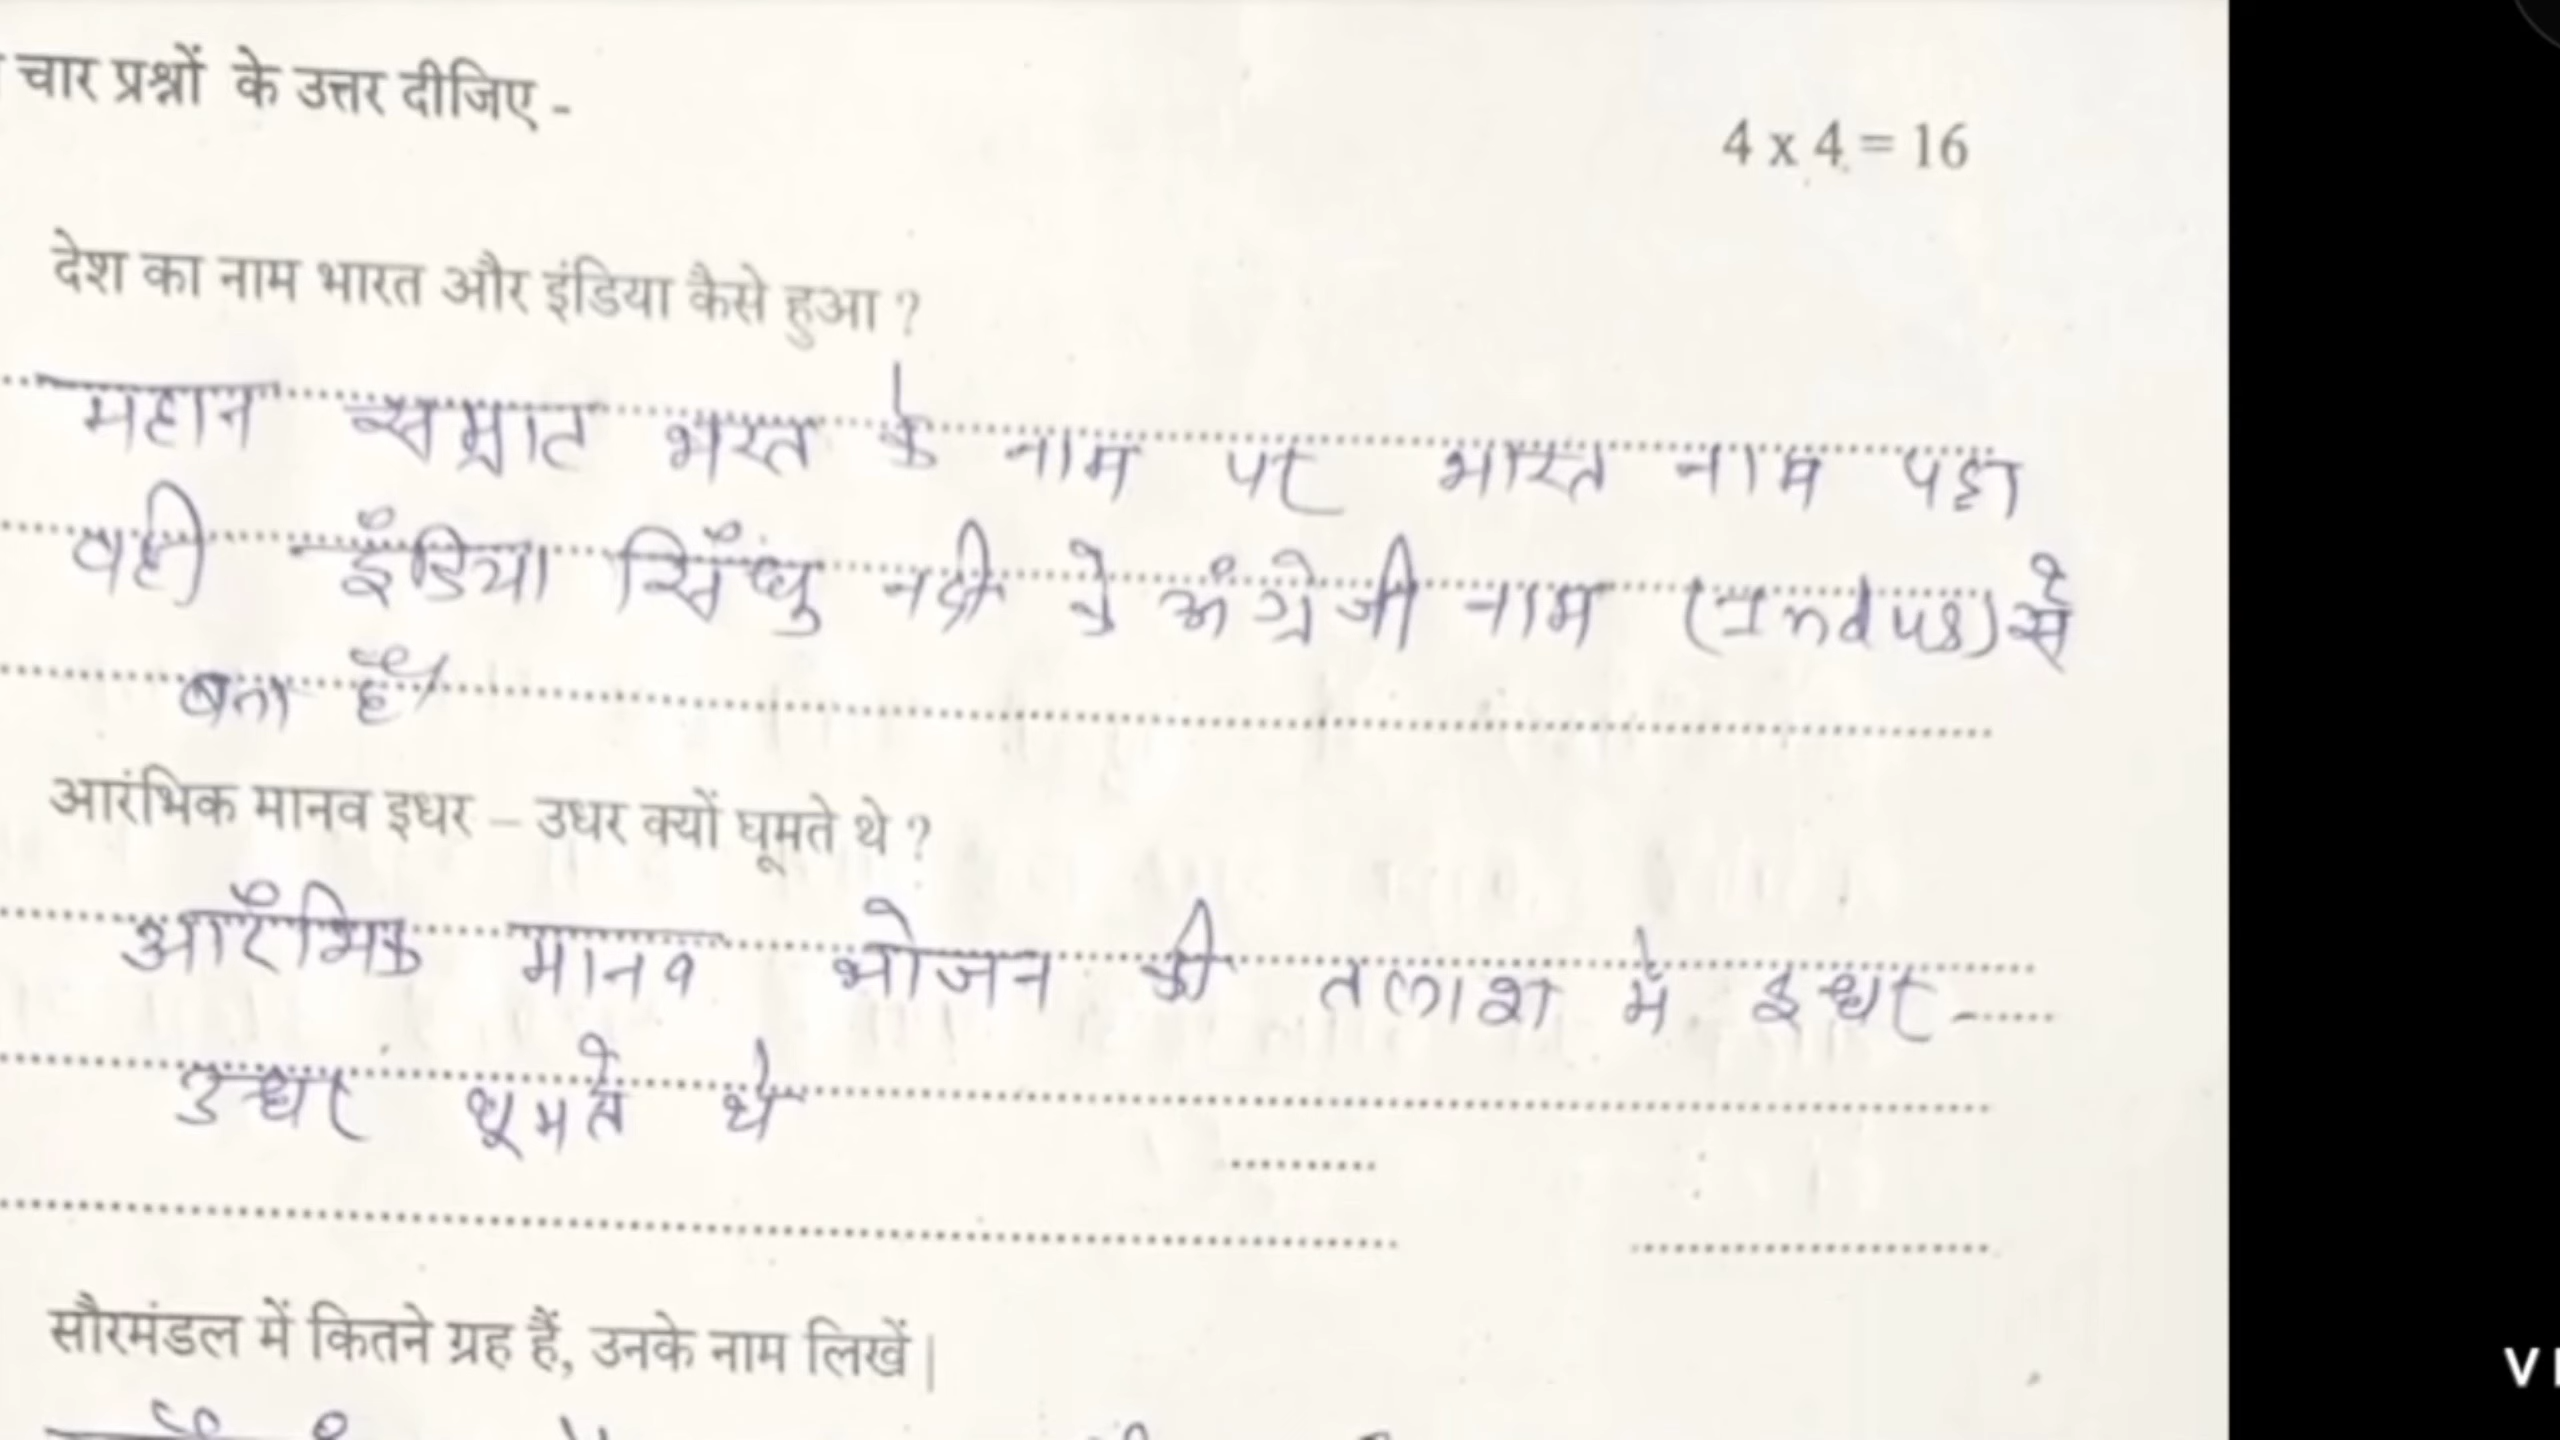 चार प्रश्नों के उत्तर दीजिए -
4 x 4 = 16
देश का नाम भारत और इंडिया कैसे हुआ ?
महान सम्राट भरत के नाम पर भारत नाम पड़ा
वही इंडिया सिंधु नदी के अंग्रेजी नाम (Indus) से
बना है
आरंभिक मानव इधर – उधर क्यों घूमते थे ?
आरंभिक मानव भोजन की तलाश में इधर-
उधर घूमते थे
सौरमंडल में कितने ग्रह हैं, उनके नाम लिखें |